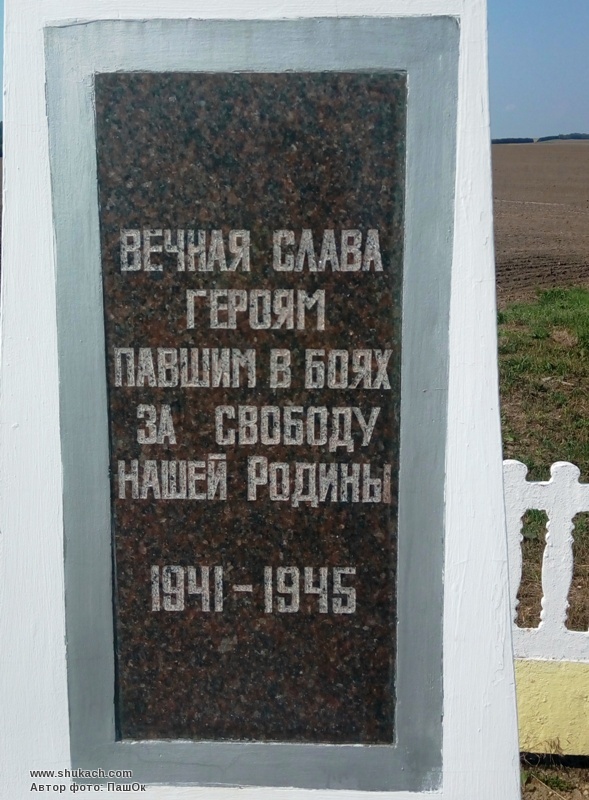 ВЕЧНАЯ СЛАВА
ГЕРОЯМ
ПАВШИМ В БОЯХ
ЗА СВОБОДУ
НАШЕЙ РОДИНЫ
1941-1945
www.shukach.com
Автор фото: ПашОк